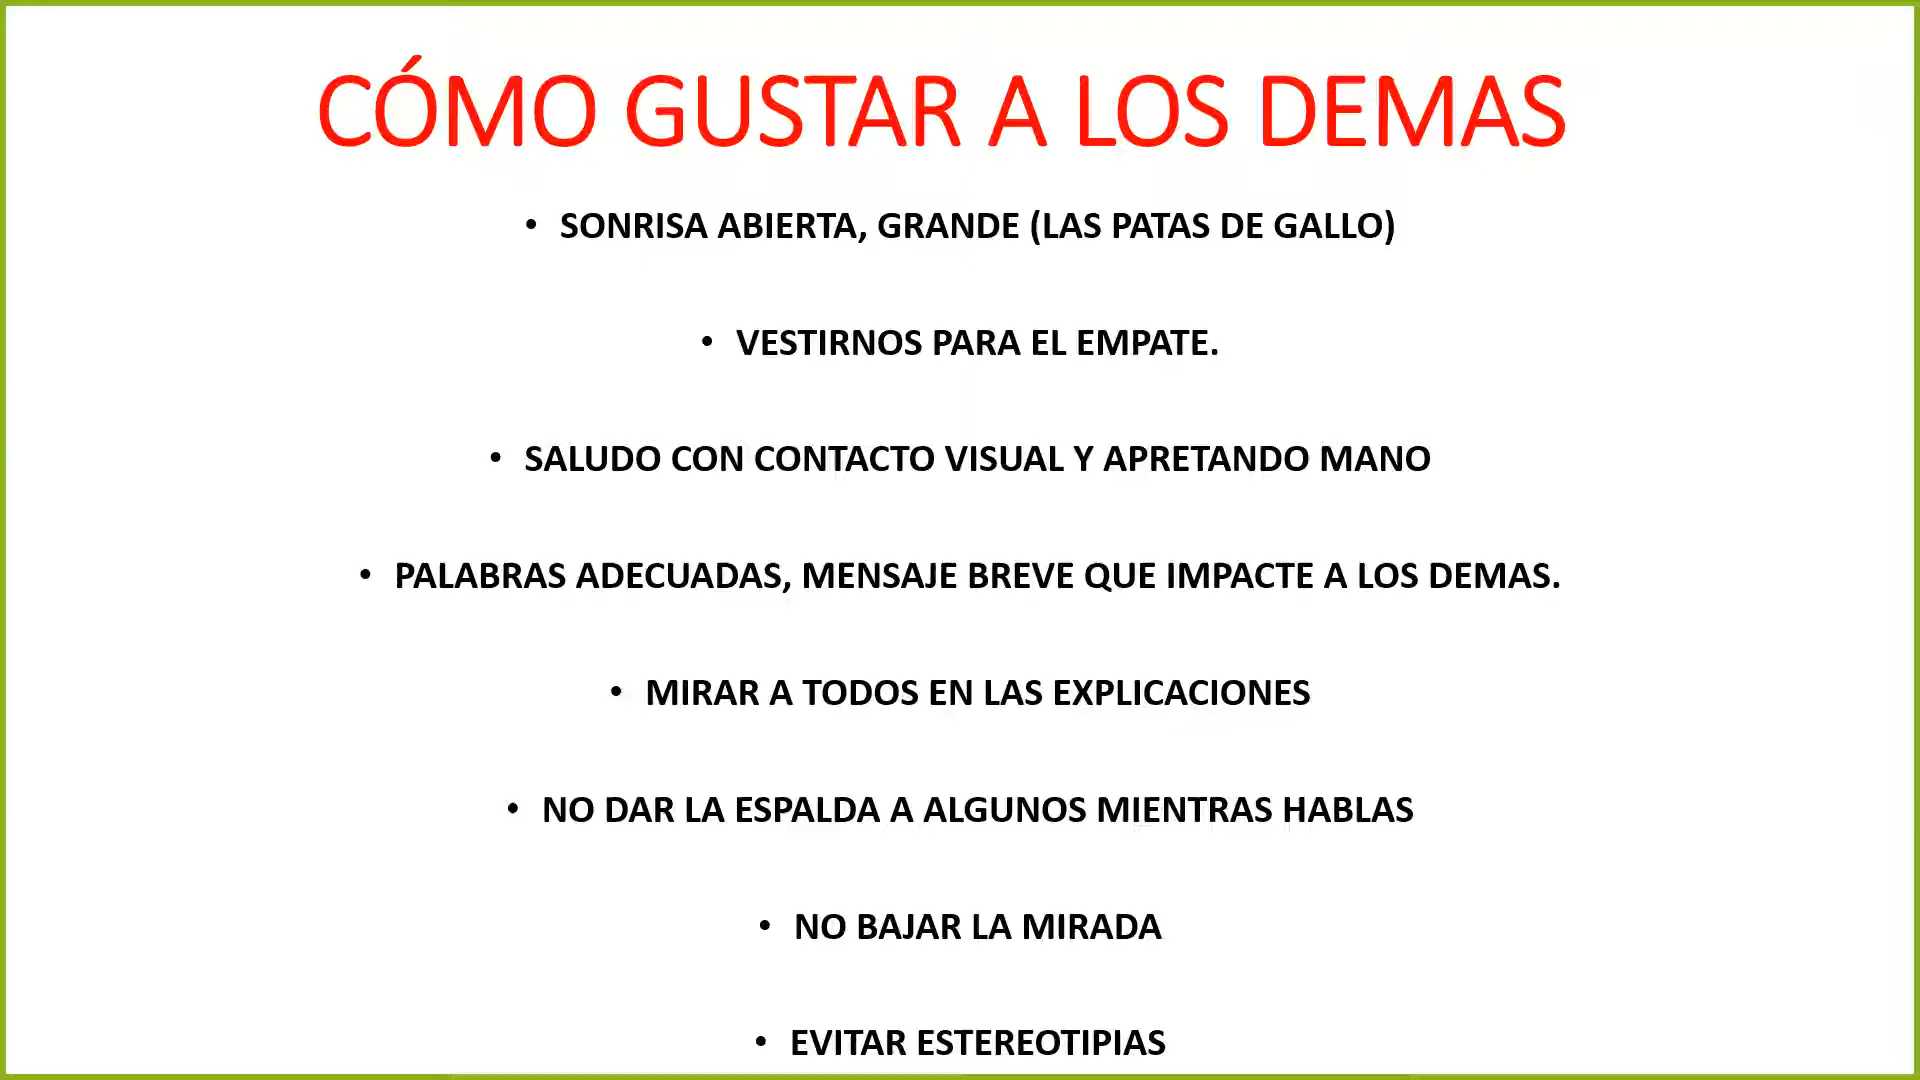 CÓMO GUSTAR A LOS DEMAS
• SONRISA ABIERTA, GRANDE (LAS PATAS DE GALLO)
• VESTIRNOS PARA EL EMPATE.
• SALUDO CON CONTACTO VISUAL Y APRETANDO MANO
• PALABRAS ADECUADAS, MENSAJE BREVE QUE IMPACTE A LOS DEMAS.
• MIRAR A TODOS EN LAS EXPLICACIONES
• NO DAR LA ESPALDA A ALGUNOS MIENTRAS HABLAS
• NO BAJAR LA MIRADA
• EVITAR ESTEREOTIPIAS